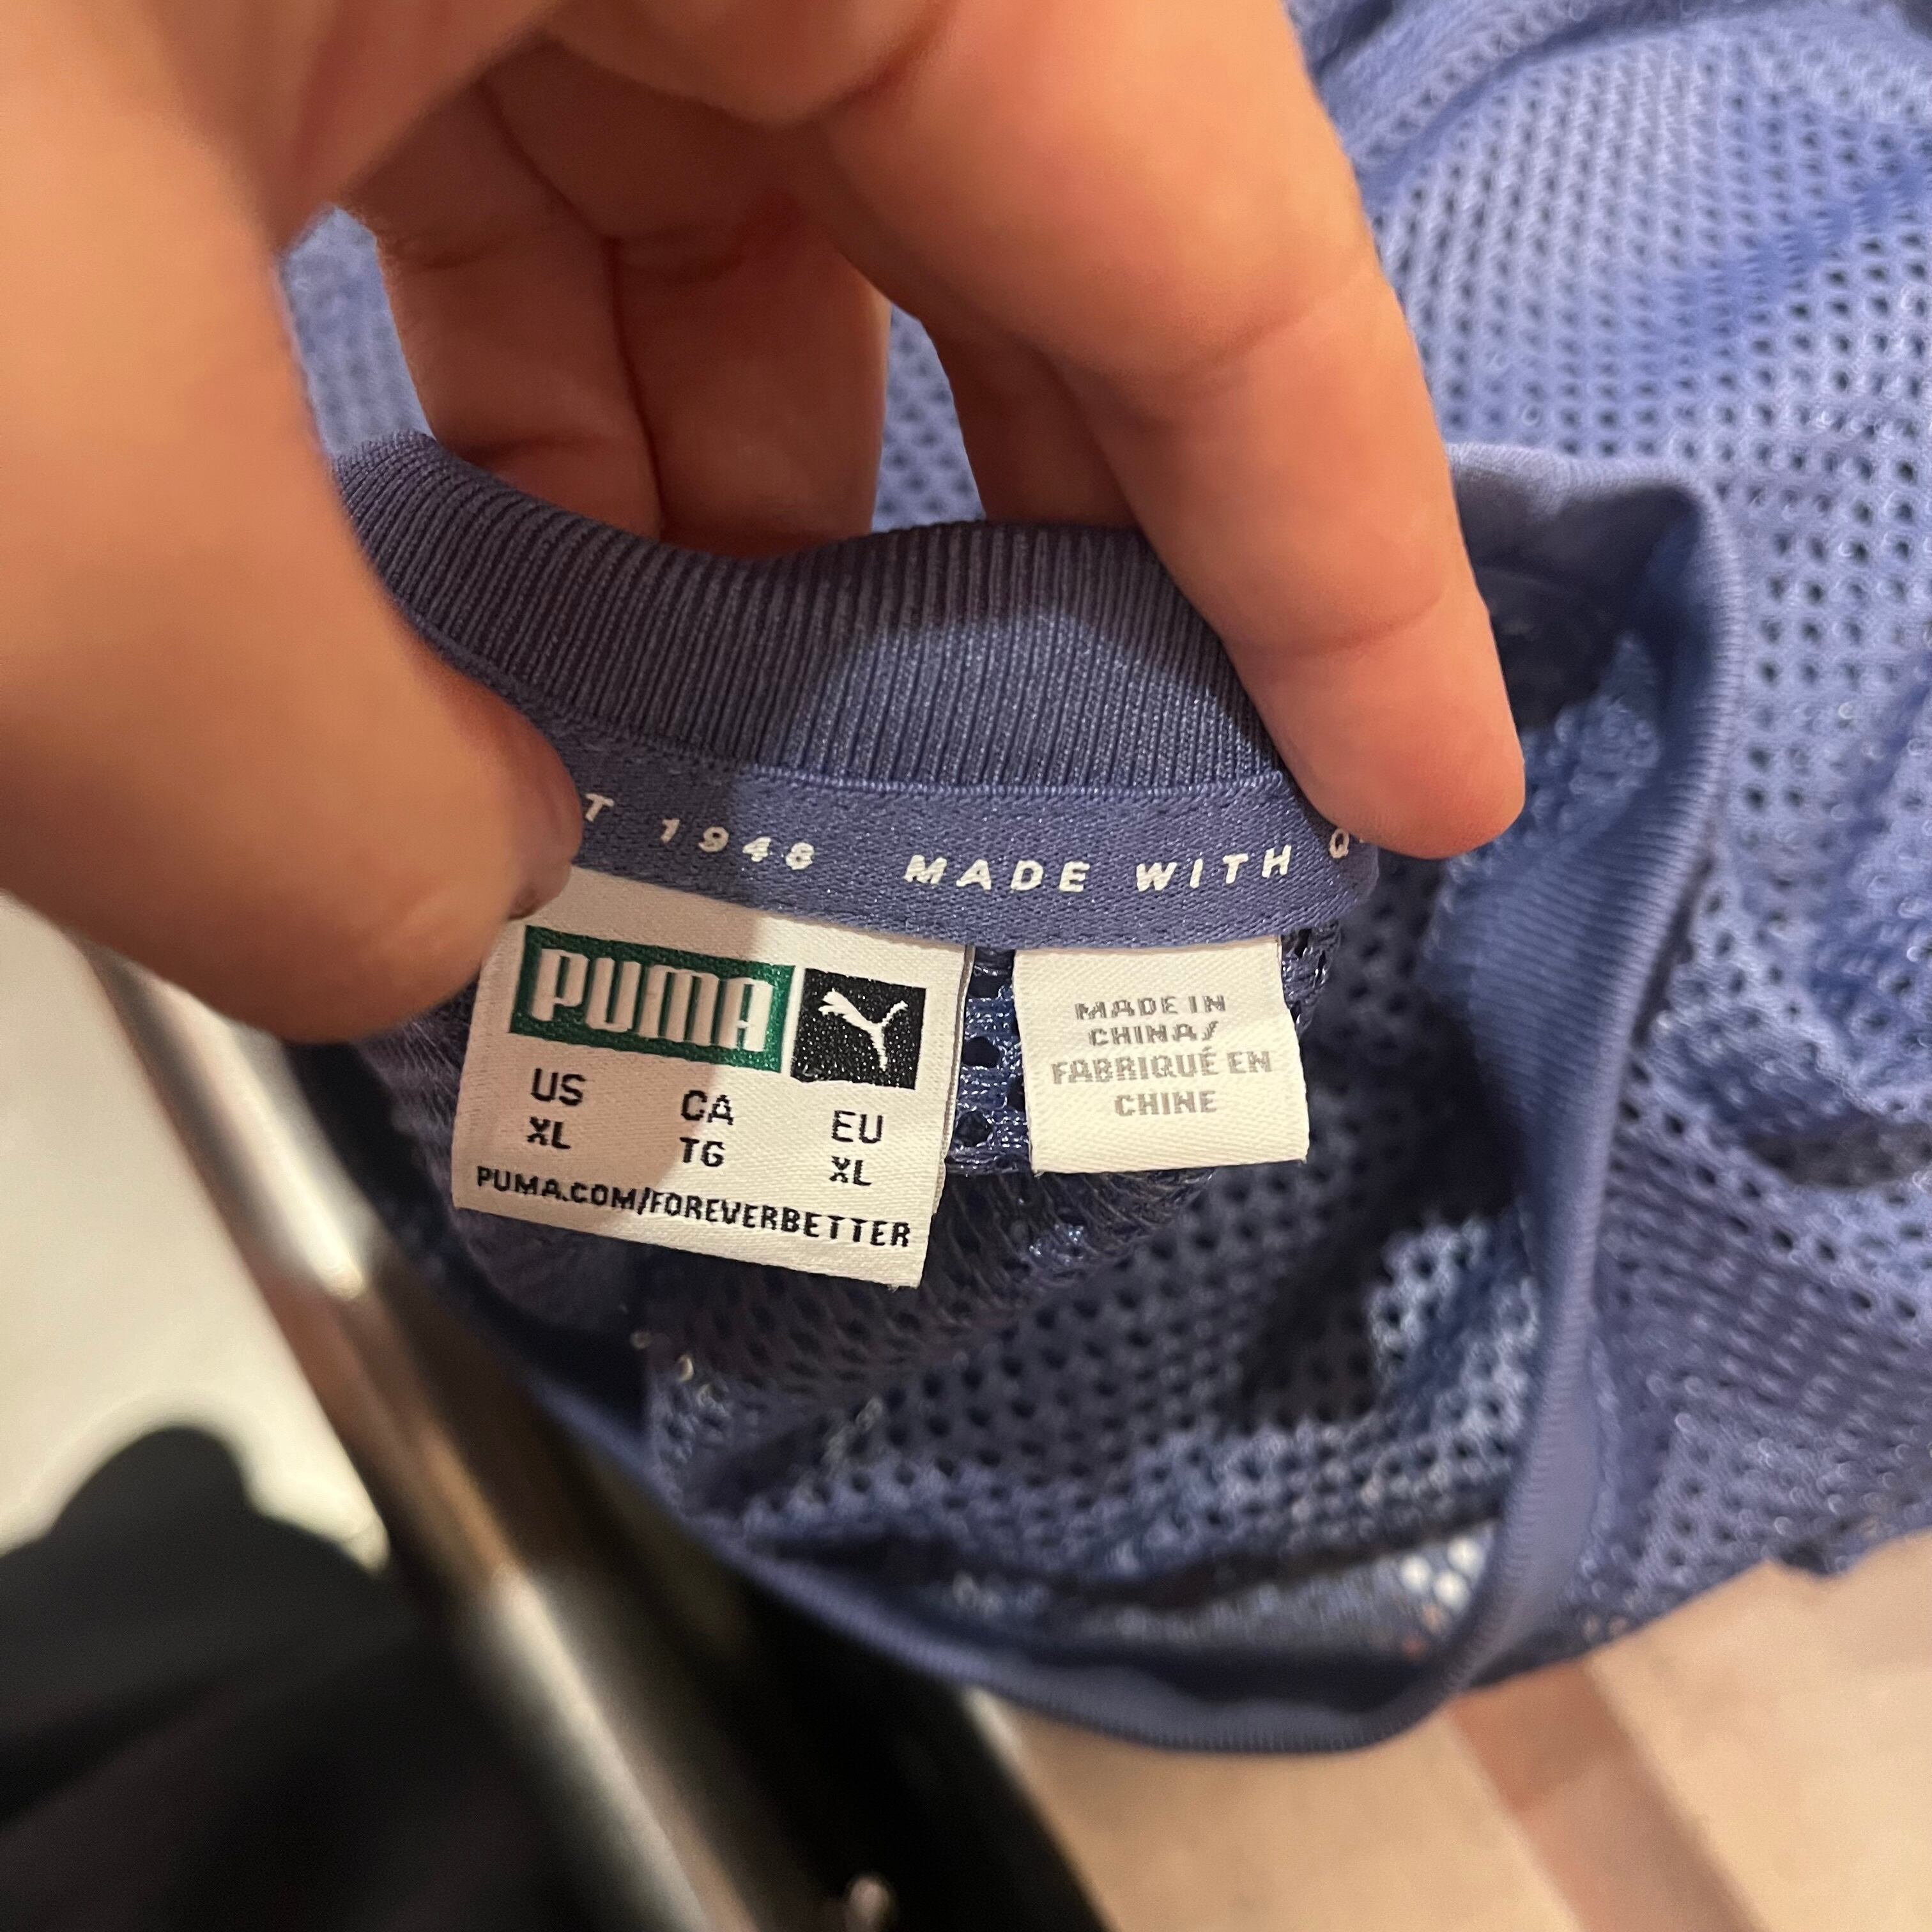 T 1948 MADE WITH Q
PUMA
US CA EU
XL TG XL
PUMA.COM/FOREVERBETTER
MADE IN
CHINA/
FABRIQUÉ EN
CHINE